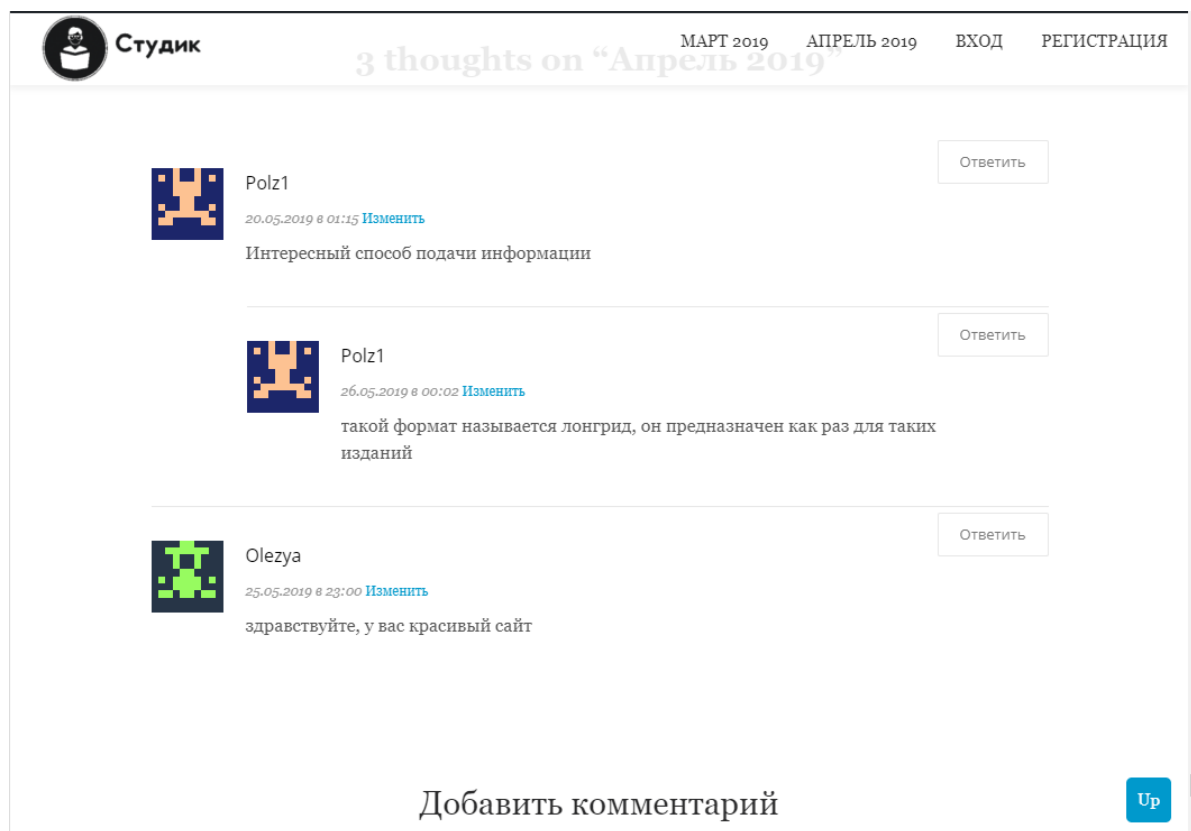 Студик
МАРТ 2019 АПРЕЛЬ 2019 ВХОД РЕГИСТРАЦИЯ
3 thoughts on “Апрель 2019”
Ответить
Polz1
20.05.2019 в 01:15 Изменить
Интересный способ подачи информации
Ответить
Polz1
26.05.2019 в 00:02 Изменить
такой формат называется лонгрид, он предназначен как раз для таких
изданий
Ответить
Olezya
25.05.2019 в 23:00 Изменить
здравствуйте, у вас красивый сайт
Добавить комментарий
Up